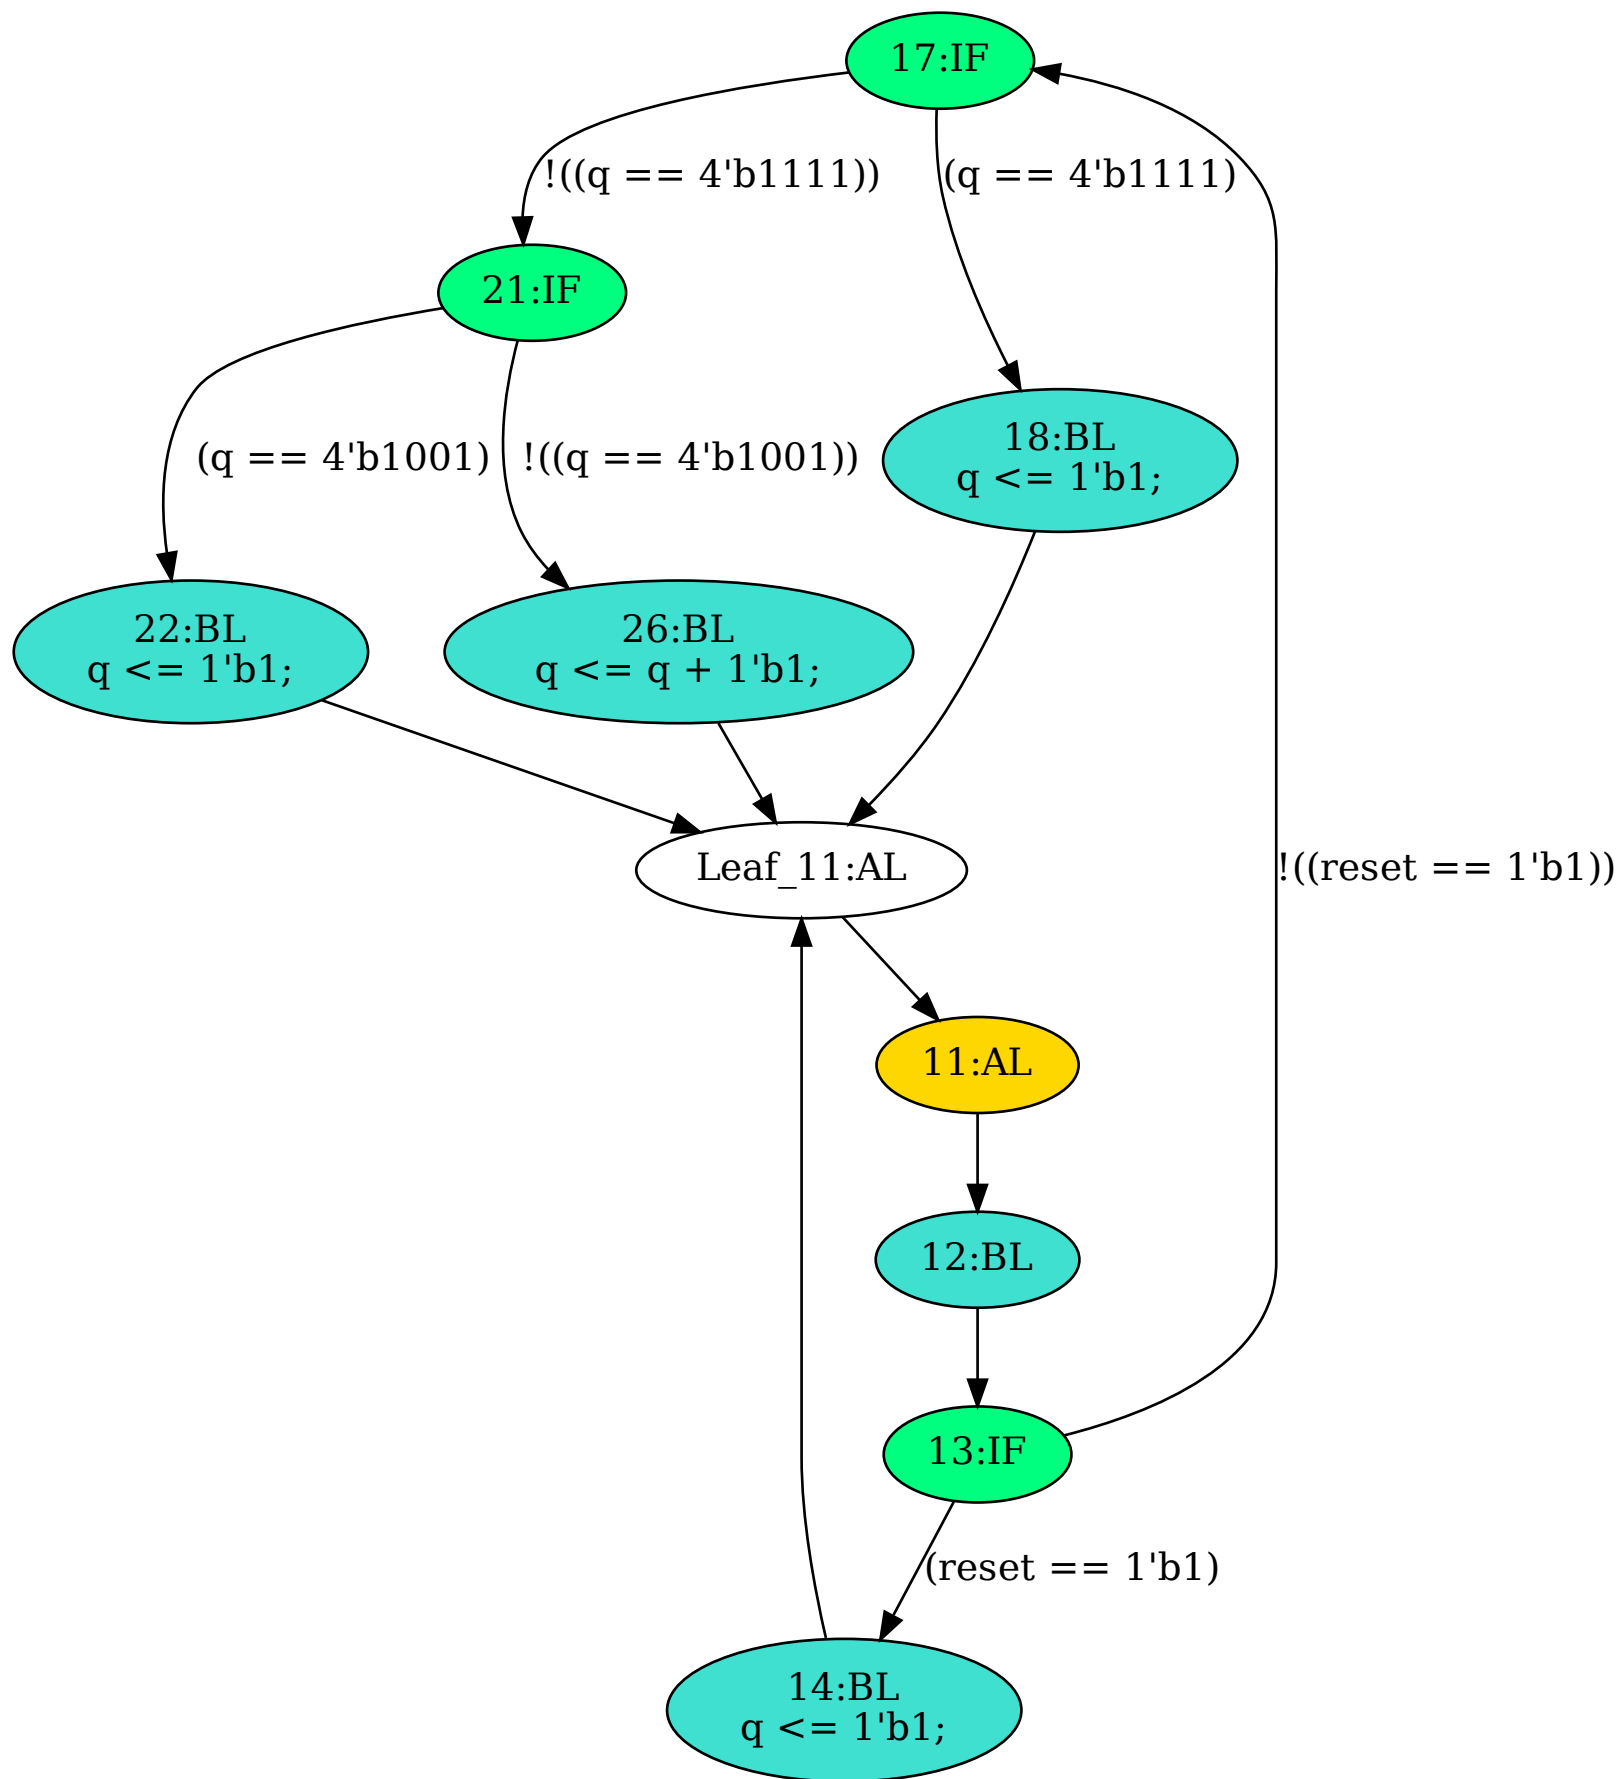 17:IF
!((q == 4'b1111))
(q == 4'b1111)
21:IF
18:BL
q <= 1'b1;
(q == 4'b1001)
!((q == 4'b1001))
22:BL
q <= 1'b1;
26:BL
q <= q + 1'b1;
Leaf_11:AL
!((reset == 1'b1))
11:AL
12:BL
13:IF
(reset == 1'b1)
14:BL
q <= 1'b1;